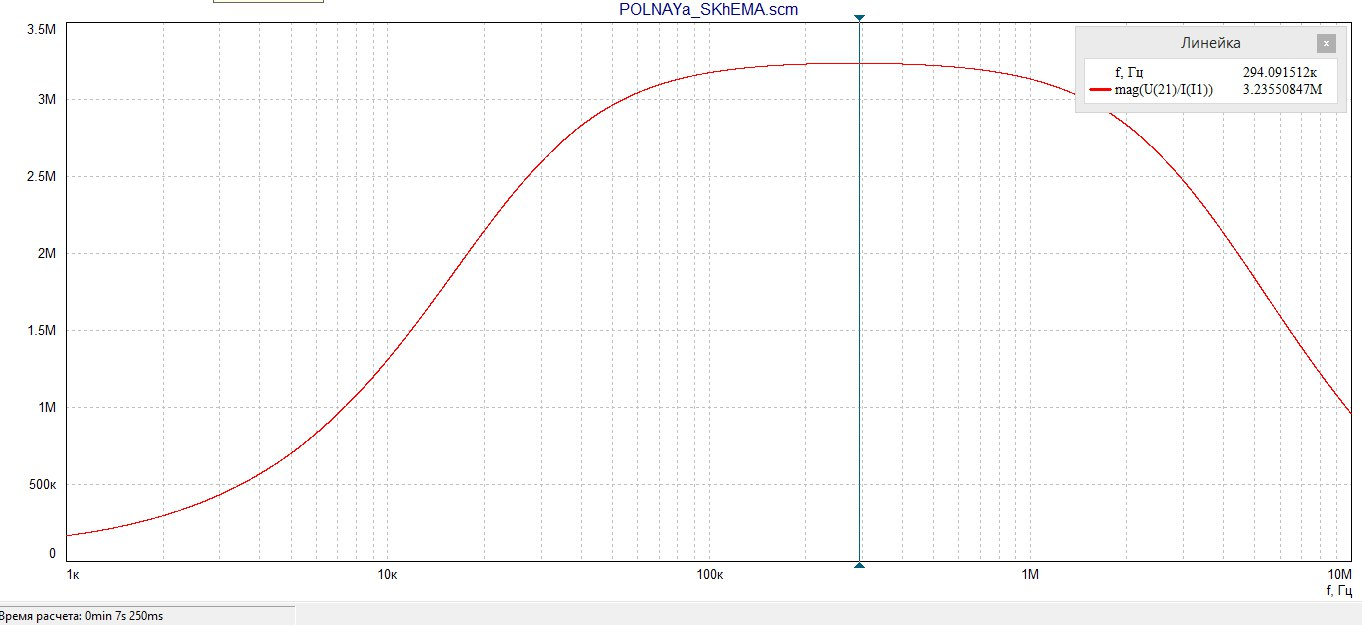 POLNAYa_SKhEMA.scm
3.5M
3M
2.5M
2M
1.5M
1M
500к
0
1к
10к
100к
1M
10M
f, Гц
Линейка
x
f, Гц 294.091512к
mag(U(21)/I(I1)) 3.23550847M
Время расчета: 0min 7s 250ms